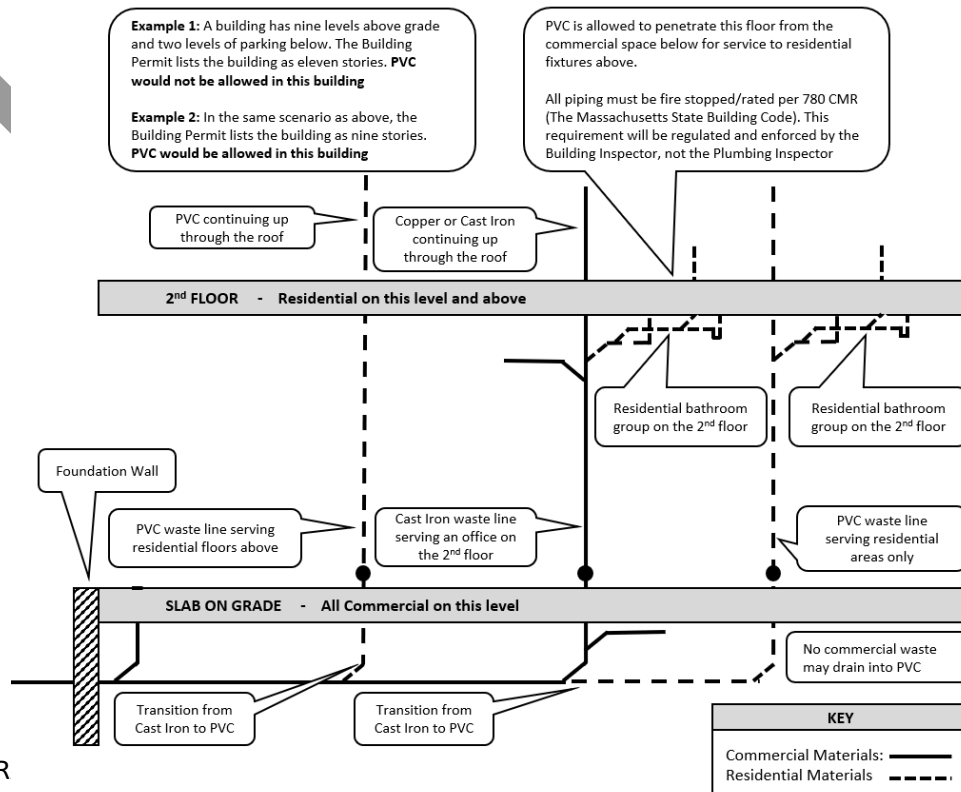 Example 1: A building has nine levels above grade
and two levels of parking below. The Building
Permit lists the building as eleven stories. PVC
would not be allowed in this building
Example 2: In the same scenario as above, the
Building Permit lists the building as nine stories.
PVC would be allowed in this building
PVC is allowed to penetrate this floor from the
commercial space below for service to residential
fixtures above.
All piping must be fire stopped/rated per 780 CMR
(The Massachusetts State Building Code). This
requirement will be regulated and enforced by the
Building Inspector, not the Plumbing Inspector
PVC continuing up
through the roof
Copper or Cast Iron
continuing up
through the roof
2nd FLOOR - Residential on this level and above
Residential bathroom
group on the 2nd floor
Residential bathroom
group on the 2nd floor
Foundation Wall
PVC waste line serving
residential floors above
Cast Iron waste line
serving an office on
the 2nd floor
PVC waste line
serving residential
areas only
SLAB ON GRADE - All Commercial on this level
No commercial waste
may drain into PVC
Transition from
Cast Iron to PVC
Transition from
Cast Iron to PVC
KEY
Commercial Materials:
Residential Materials
R